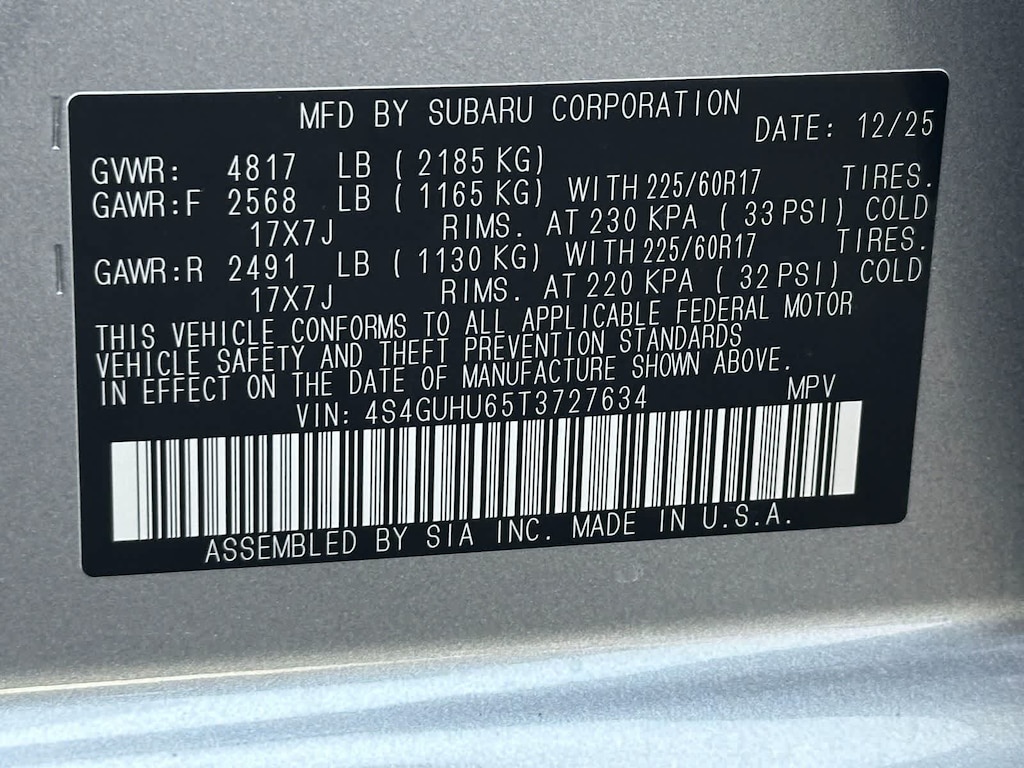 MFD BY SUBARU CORPORATION
DATE: 12/25
GVWR: 4817 LB ( 2185 KG)
GAWR:F 2568 LB ( 1165 KG) WITH 225/60R17 TIRES.
17X7J RIMS. AT 230 KPA ( 33 PSI) COLD
GAWR:R 2491 LB ( 1130 KG) WITH 225/60R17 TIRES.
17X7J RIMS. AT 220 KPA ( 32 PSI) COLD
THIS VEHICLE CONFORMS TO ALL APPLICABLE FEDERAL MOTOR
VEHICLE SAFETY AND THEFT PREVENTION STANDARDS
IN EFFECT ON THE DATE OF MANUFACTURE SHOWN ABOVE.
VIN: 4S4GUHU65T3727634 MPV
ASSEMBLED BY SIA INC. MADE IN U.S.A.